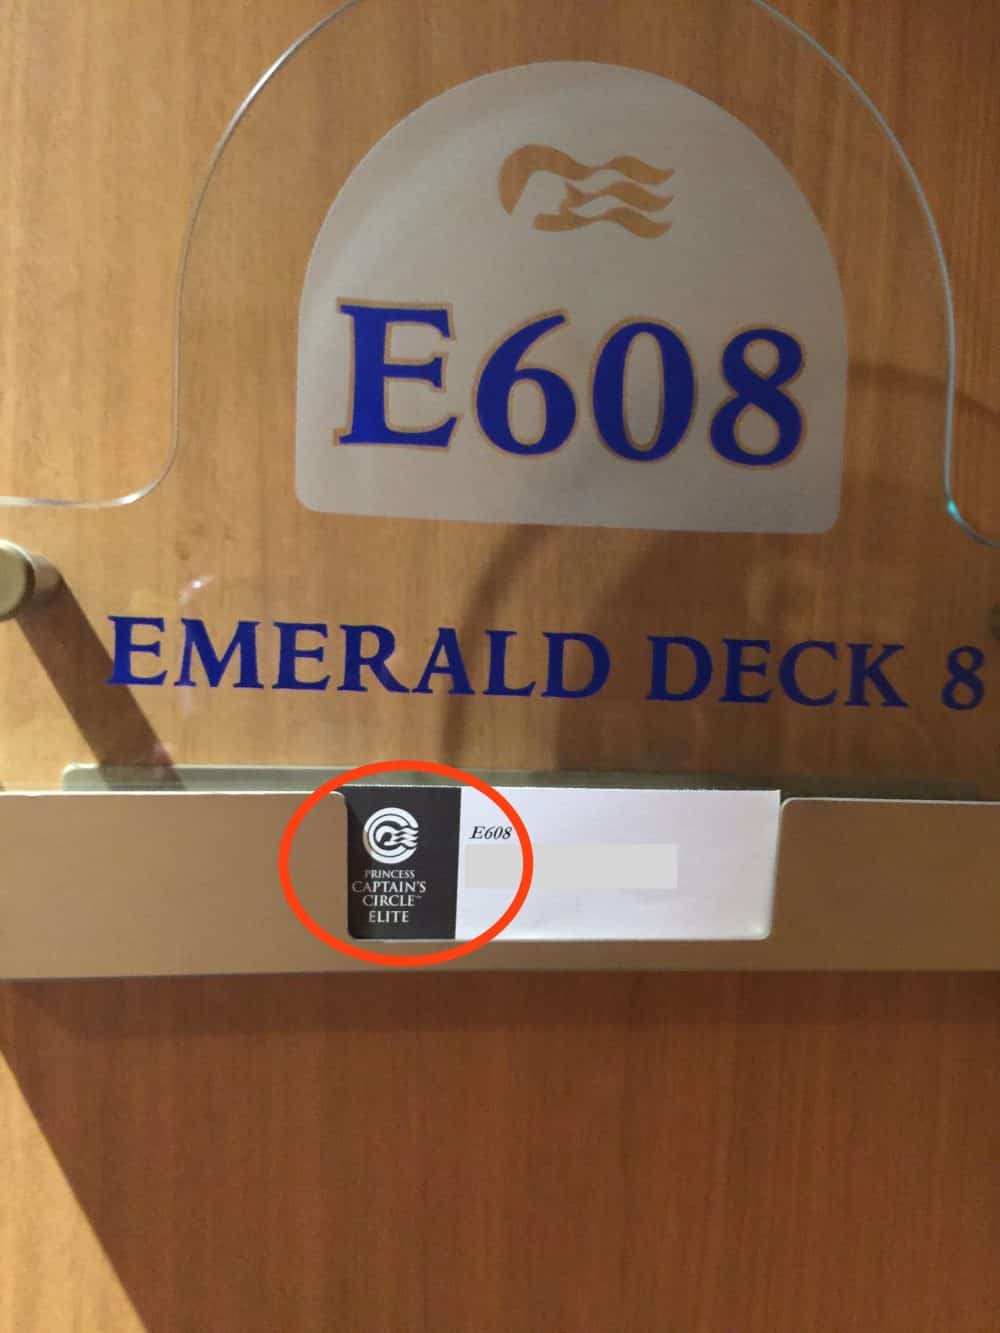 E608
EMERALD DECK 8
E608
PRINCESS
CAPTAIN'S
CIRCLE™
ELITE